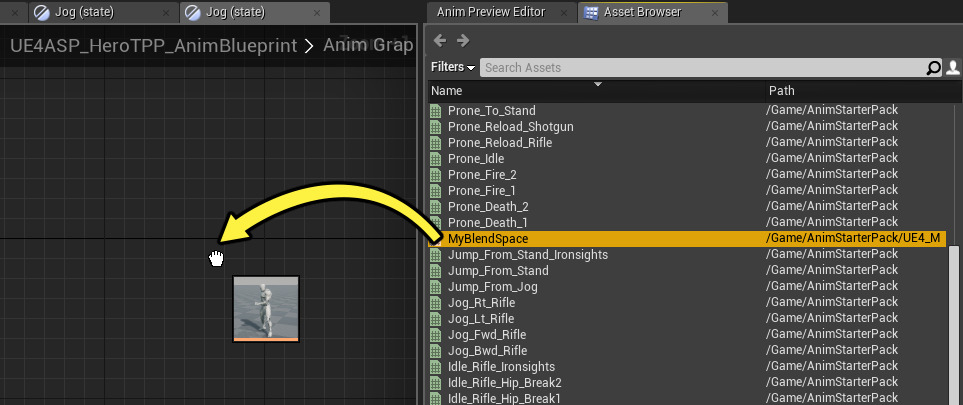 Jog (state)
Jog (state)
UE4ASP_HeroTPP_AnimBlueprint > Anim Grap
Anim Preview Editor
Asset Browser
Filters
Search Assets
Name Path
Prone_To_Stand /Game/AnimStarterPack
Prone_Reload_Shotgun /Game/AnimStarterPack
Prone_Reload_Rifle /Game/AnimStarterPack
Prone_Idle /Game/AnimStarterPack
Prone_Fire_2 /Game/AnimStarterPack
Prone_Fire_1 /Game/AnimStarterPack
Prone_Death_2 /Game/AnimStarterPack
Prone_Death_1 /Game/AnimStarterPack
MyBlendSpace /Game/AnimStarterPack/UE4_M
Jump_From_Stand_Ironsights /Game/AnimStarterPack
Jump_From_Stand /Game/AnimStarterPack
Jump_From_Jog /Game/AnimStarterPack
Jog_Rt_Rifle /Game/AnimStarterPack
Jog_Lt_Rifle /Game/AnimStarterPack
Jog_Fwd_Rifle /Game/AnimStarterPack
Jog_Bwd_Rifle /Game/AnimStarterPack
Idle_Rifle_Ironsights /Game/AnimStarterPack
Idle_Rifle_Hip_Break2 /Game/AnimStarterPack
Idle_Rifle_Hip_Break1 /Game/AnimStarterPack